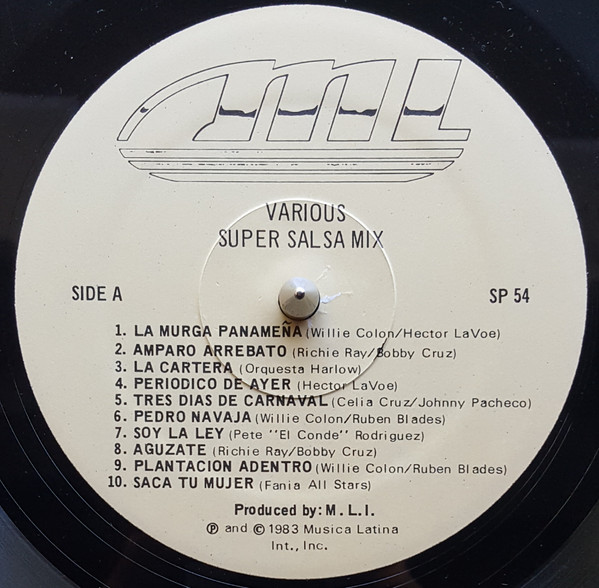 MLI
VARIOUS
SUPER SALSA MIX
SIDE A
SP 54
1. LA MURGA PANAMEÑA (Willie Colon/Hector LaVoe)
2. AMPARO ARREBATO (Richie Ray/Bobby Cruz)
3. LA CARTERA (Orquesta Harlow)
4. PERIODICO DE AYER (Hector LaVoe)
5. TRES DIAS DE CARNAVAL (Celia Cruz/Johnny Pacheco)
6. PEDRO NAVAJA (Willie Colon/Ruben Blades)
7. SOY LA LEY (Pete "El Conde" Rodriguez)
8. AGUZATE (Richie Ray/Bobby Cruz)
9. PLANTACION ADENTRO (Willie Colon/Ruben Blades)
10. SACA TU MUJER (Fania All Stars)
Produced by: M. L. I.
℗ and © 1983 Musica Latina
Int., Inc.